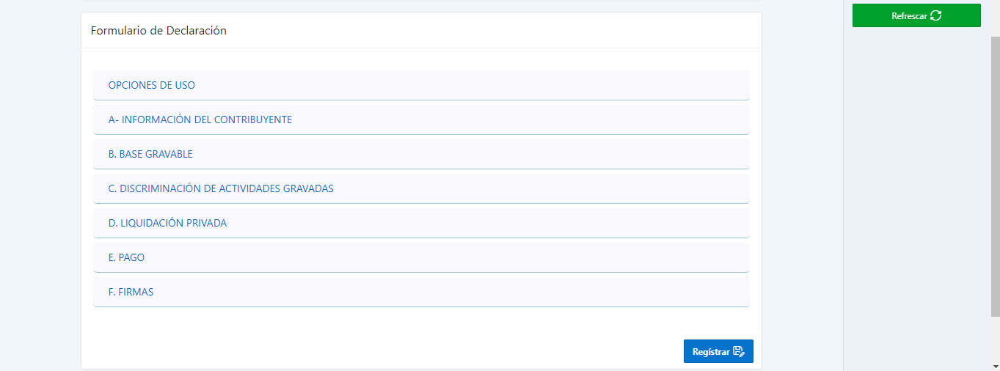 Refrescar
Formulario de Declaración
OPCIONES DE USO
A- INFORMACIÓN DEL CONTRIBUYENTE
B. BASE GRAVABLE
C. DISCRIMINACIÓN DE ACTIVIDADES GRAVADAS
D. LIQUIDACIÓN PRIVADA
E. PAGO
F. FIRMAS
Regístrar